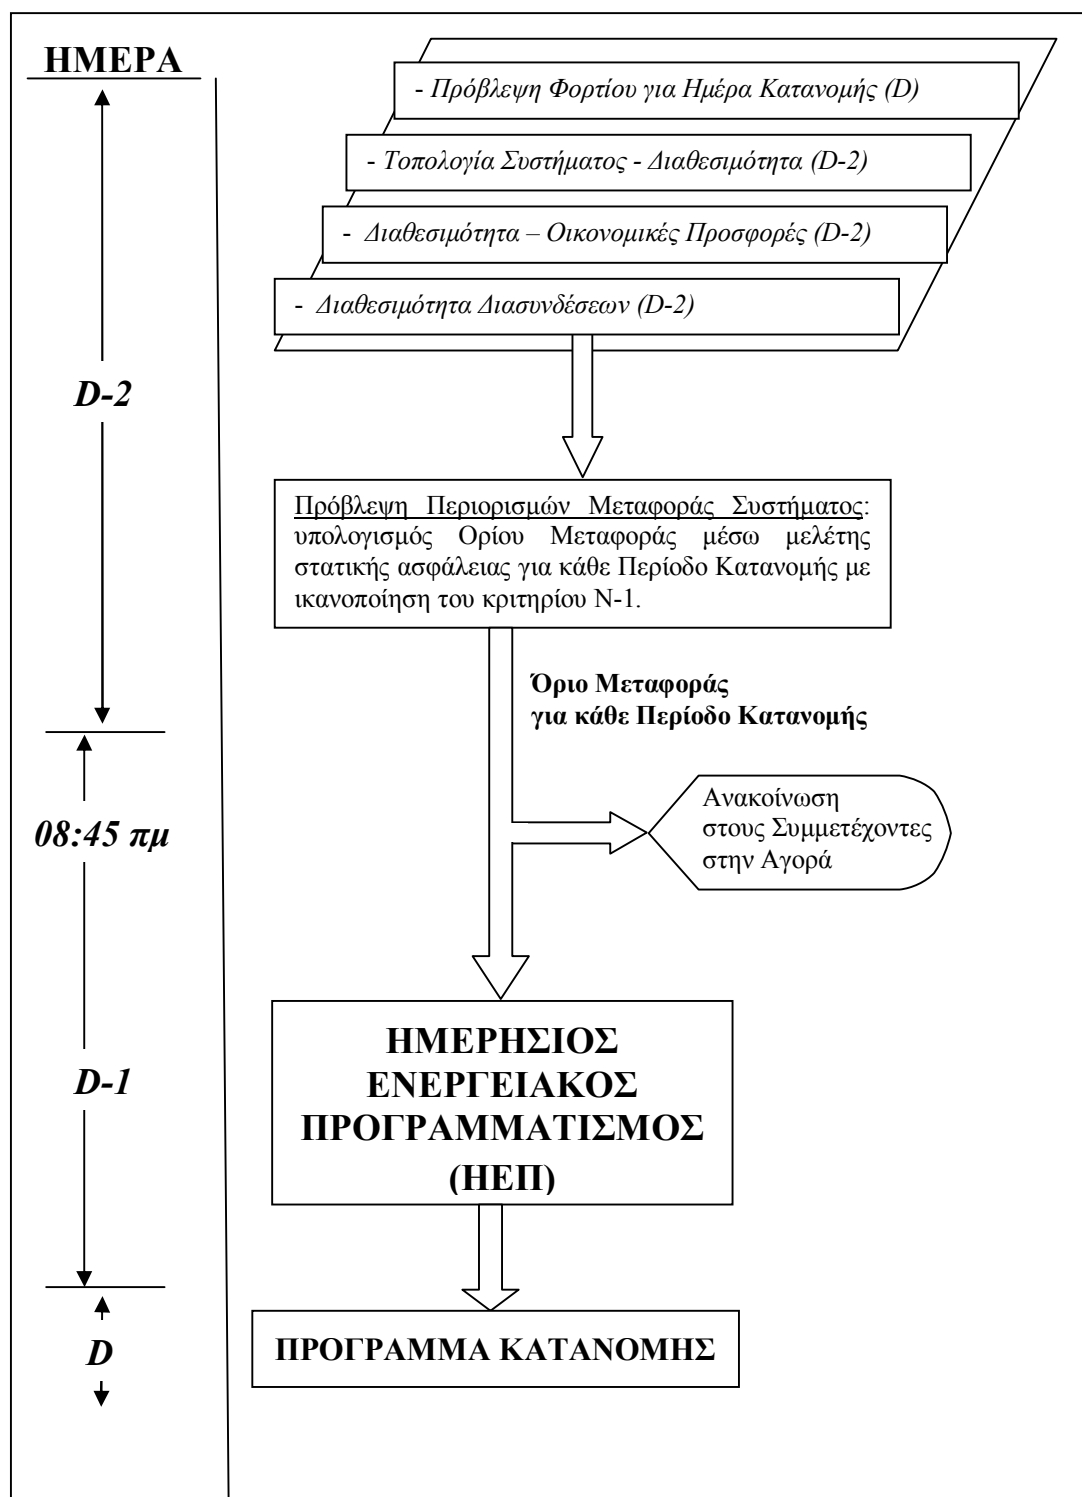 ΗΜΕΡΑ
- Πρόβλεψη Φορτίου για Ημέρα Κατανομής (D)
- Τοπολογία Συστήματος - Διαθεσιμότητα (D-2)
- Διαθεσιμότητα – Οικονομικές Προσφορές (D-2)
- Διαθεσιμότητα Διασυνδέσεων (D-2)
D-2
Πρόβλεψη Περιορισμών Μεταφοράς Συστήματος:
υπολογισμός Ορίου Μεταφοράς μέσω μελέτης
στατικής ασφάλειας για κάθε Περίοδο Κατανομής με
ικανοποίηση του κριτηρίου Ν-1.
Όριο Μεταφοράς
για κάθε Περίοδο Κατανομής
08:45 πμ
Ανακοίνωση
στους Συμμετέχοντες
στην Αγορά
D-1
ΗΜΕΡΗΣΙΟΣ
ΕΝΕΡΓΕΙΑΚΟΣ
ΠΡΟΓΡΑΜΜΑΤΙΣΜΟΣ
(ΗΕΠ)
D
ΠΡΟΓΡΑΜΜΑ ΚΑΤΑΝΟΜΗΣ